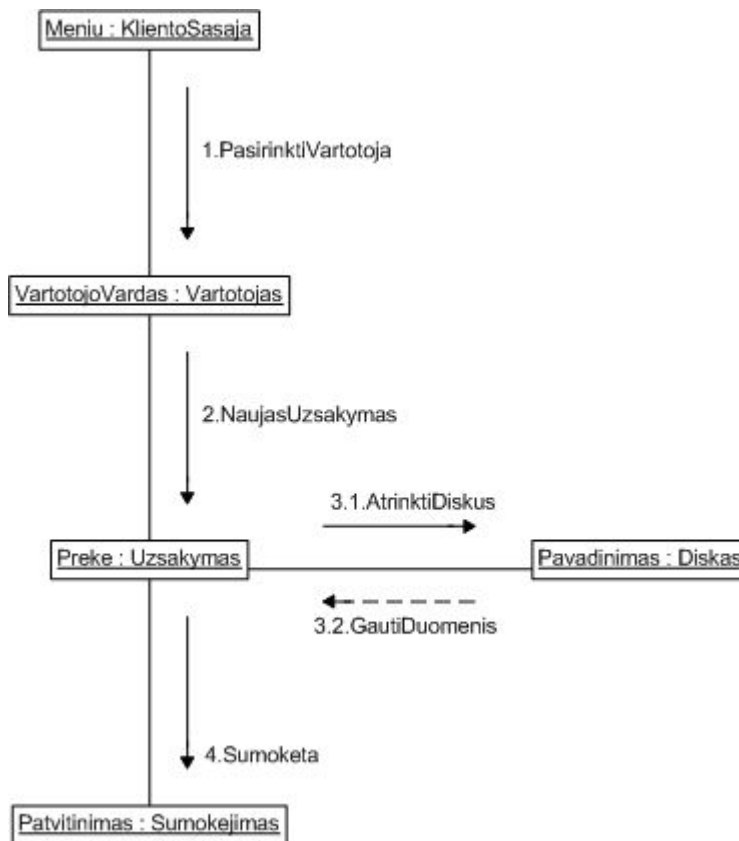 Meniu : KlientoSasaja
1.PasirinktiVartotoja
VartotojoVardas : Vartotojas
2.NaujasUzsakymas
3.1.AtrinktiDiskus
Preke : Uzsakymas
Pavadinimas : Diskas
3.2.GautiDuomenis
4.Sumoketa
Patvitinimas : Sumokejimas